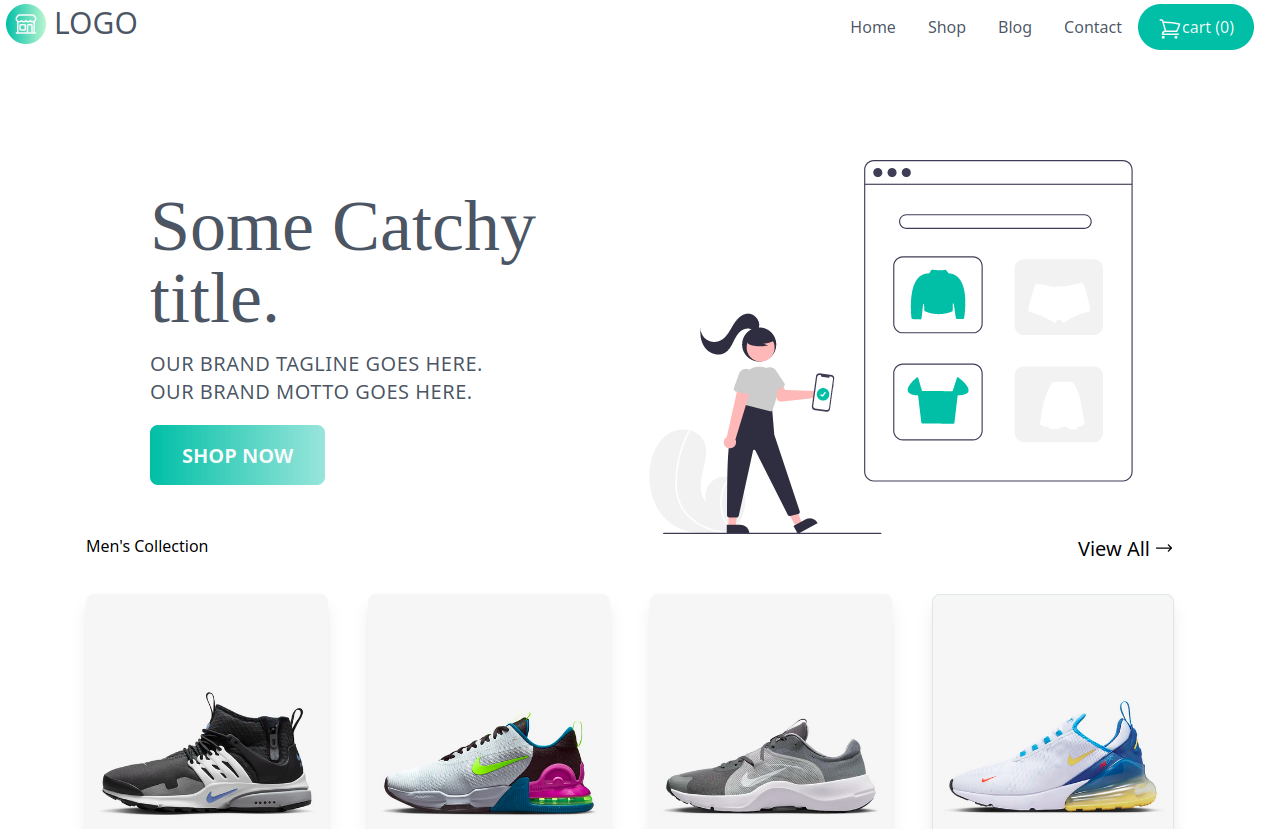 LOGO
Home
Shop
Blog
Contact
cart (0)
Some Catchy
title.
OUR BRAND TAGLINE GOES HERE.
OUR BRAND MOTTO GOES HERE.
SHOP NOW
Men's Collection
View All →